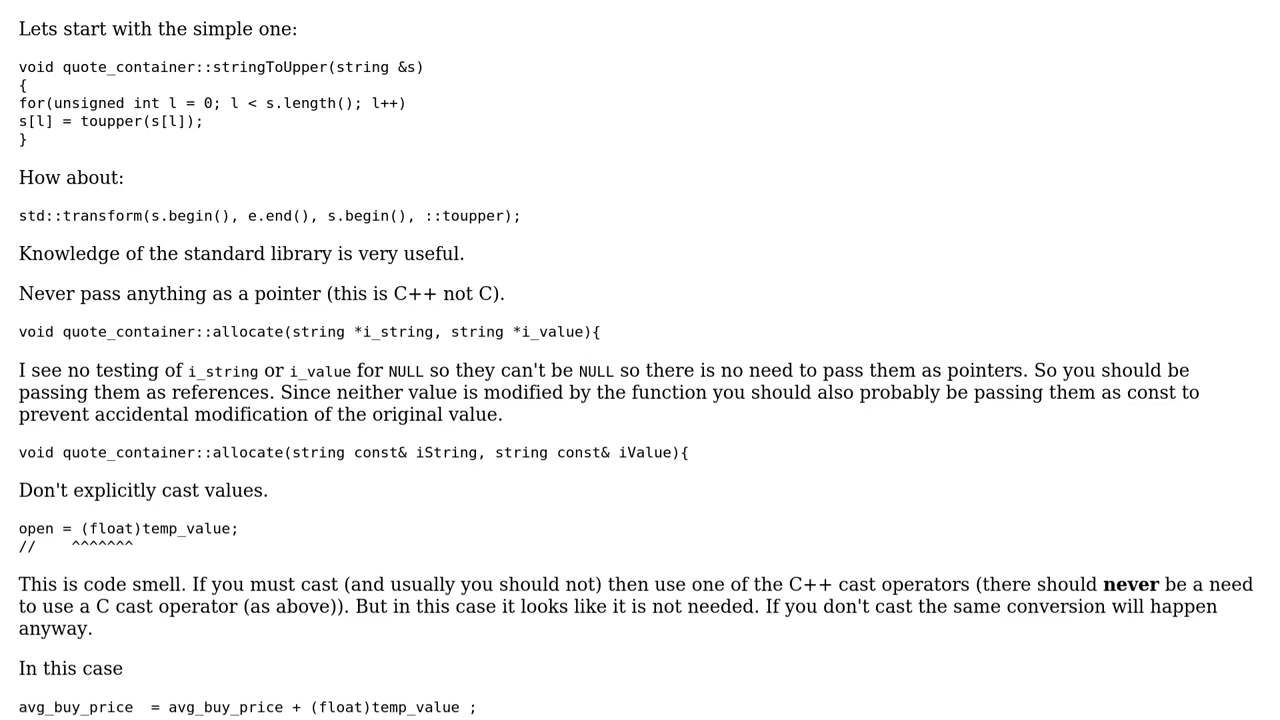 Lets start with the simple one:
void quote_container::stringToUpper(string &s)
{
for(unsigned int l = 0; l < s.length(); l++)
s[l] = toupper(s[l]);
}
How about:
std::transform(s.begin(), e.end(), s.begin(), ::toupper);
Knowledge of the standard library is very useful.
Never pass anything as a pointer (this is C++ not C).
void quote_container::allocate(string *i_string, string *i_value){
I see no testing of i_string or i_value for NULL so they can't be NULL so there is no need to pass them as pointers. So you should be
passing them as references. Since neither value is modified by the function you should also probably be passing them as const to
prevent accidental modification of the original value.
void quote_container::allocate(string const& iString, string const& iValue){
Don't explicitly cast values.
open = (float)temp_value;
//    ^^^^^^^
This is code smell. If you must cast (and usually you should not) then use one of the C++ cast operators (there should never be a need
to use a C cast operator (as above)). But in this case it looks like it is not needed. If you don't cast the same conversion will happen
anyway.
In this case
avg_buy_price  = avg_buy_price + (float)temp_value ;